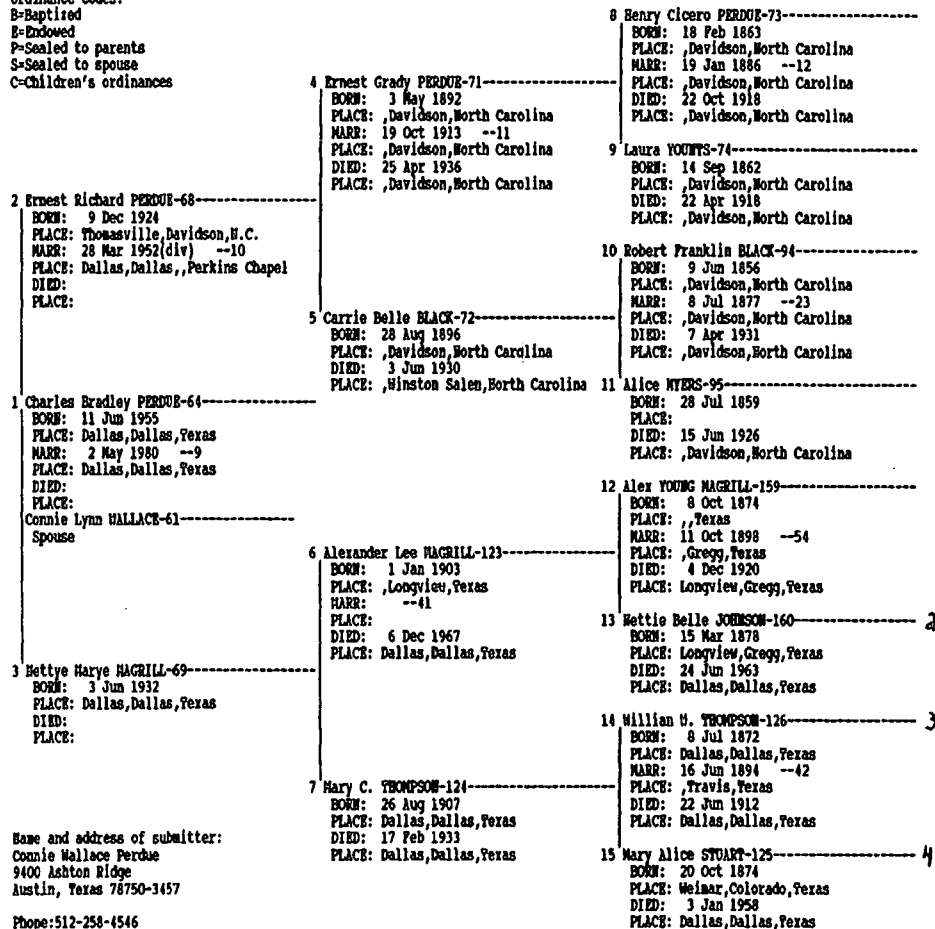 B=Baptized
E=Endowed
P=Sealed to parents
S=Sealed to spouse
C=Children's ordinances
8 Henry Cicero PERDUE-73
BORN: 18 Feb 1863
PLACE: ,Davidson,North Carolina
MARR: 19 Jan 1886 --12
PLACE: ,Davidson,North Carolina
DIED: 22 Oct 1918
PLACE: ,Davidson,North Carolina
4 Ernest Grady PERDUE-71
BORN: 3 May 1892
PLACE: ,Davidson,North Carolina
MARR: 19 Oct 1913 --11
PLACE: ,Davidson,North Carolina
DIED: 25 Apr 1936
PLACE: ,Davidson,North Carolina
9 Laura YOUNTS-74
BORN: 14 Sep 1862
PLACE: ,Davidson,North Carolina
DIED: 22 Apr 1918
PLACE: ,Davidson,North Carolina
2 Ernest Richard PERDUE-68
BORN: 9 Dec 1924
PLACE: Thomasville,Davidson,N.C.
MARR: 28 Mar 1952(div) --10
PLACE: Dallas,Dallas,,Perkins Chapel
DIED:
PLACE:
10 Robert Franklin BLACK-94
BORN: 9 Jun 1856
PLACE: ,Davidson,North Carolina
MARR: 8 Jul 1877 --23
PLACE: ,Davidson,North Carolina
DIED: 7 Apr 1931
PLACE: ,Davidson,North Carolina
5 Carrie Belle BLACK-72
BORN: 28 Aug 1896
PLACE: ,Davidson,North Carolina
DIED: 3 Jun 1930
PLACE: ,Winston Salem,North Carolina
11 Alice MYERS-95
BORN: 28 Jul 1859
PLACE:
DIED: 15 Jun 1926
PLACE: ,Davidson,North Carolina
1 Charles Bradley PERDUE-64
BORN: 11 Jun 1955
PLACE: Dallas,Dallas,Texas
MARR: 2 May 1980 --9
PLACE: Dallas,Dallas,Texas
DIED:
PLACE:
Connie Lynn WALLACE-61
Spouse
12 Alex YOUNG MAGRILL-159
BORN: 8 Oct 1874
PLACE: ,,Texas
MARR: 11 Oct 1898 --54
PLACE: ,Gregg,Texas
DIED: 4 Dec 1920
PLACE: Longview,Gregg,Texas
6 Alexander Lee MAGRILL-123
BORN: 1 Jan 1903
PLACE: ,Longview,Texas
MARR: --41
PLACE:
DIED: 6 Dec 1967
PLACE: Dallas,Dallas,Texas
13 Nettie Belle JOHNSON-160 2
BORN: 15 Mar 1878
PLACE: Longview,Gregg,Texas
DIED: 24 Jun 1963
PLACE: Dallas,Dallas,Texas
3 Nettye Marye MAGRILL-69
BORN: 3 Jun 1932
PLACE: Dallas,Dallas,Texas
DIED:
PLACE:
14 William W. THOMPSON-126 3
BORN: 8 Jul 1872
PLACE: Dallas,Dallas,Texas
MARR: 16 Jun 1894 --42
PLACE: ,Travis,Texas
DIED: 22 Jun 1912
PLACE: Dallas,Dallas,Texas
7 Mary C. THOMPSON-124
BORN: 26 Aug 1907
PLACE: Dallas,Dallas,Texas
DIED: 17 Feb 1933
PLACE: Dallas,Dallas,Texas
15 Mary Alice STUART-125 4
BORN: 20 Oct 1874
PLACE: Weimar,Colorado,Texas
DIED: 3 Jan 1958
PLACE: Dallas,Dallas,Texas
Name and address of submitter:
Connie Wallace Perdue
9400 Ashton Ridge
Austin, Texas 78750-3457
Phone:512-258-4546